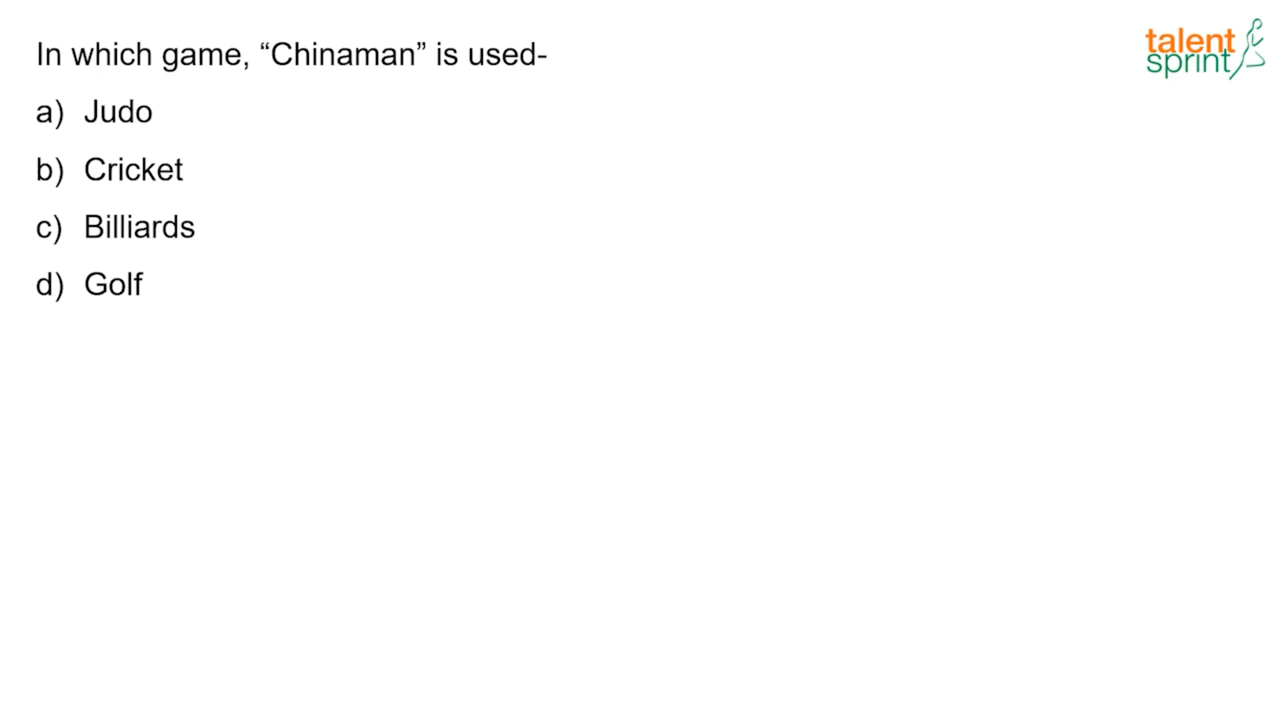 In which game, “Chinaman” is used-
a) Judo
b) Cricket
c) Billiards
d) Golf
talent
sprint